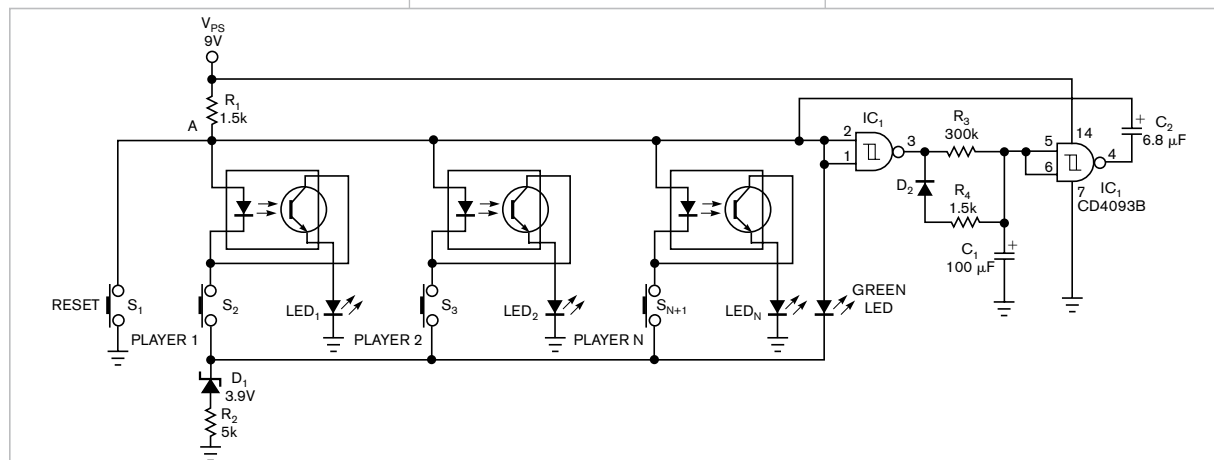 V_PS
9V
R_1
1.5k
A
RESET
S_1
S_2
PLAYER 1
LED_1
S_3
PLAYER 2
LED_2
S_N+1
PLAYER N
LED_N
GREEN
LED
D_1
3.9V
R_2
5k
2
1
IC_1
3
R_3
300k
D_2
R_4
1.5k
C_1
100 µF
+
5
6
14
4
7
IC_1
CD4093B
+
C_2
6.8 µF